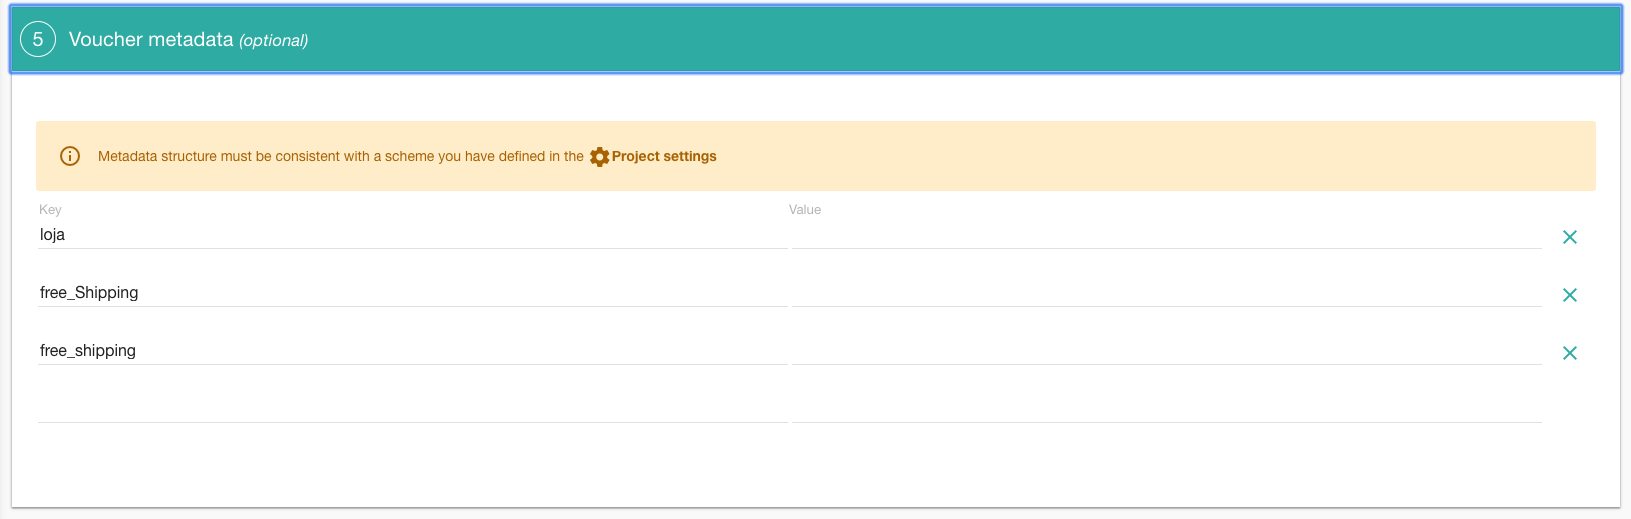 5 Voucher metadata (optional)
Metadata structure must be consistent with a scheme you have defined in the Project settings
Key Value
loja
free_Shipping
free_shipping